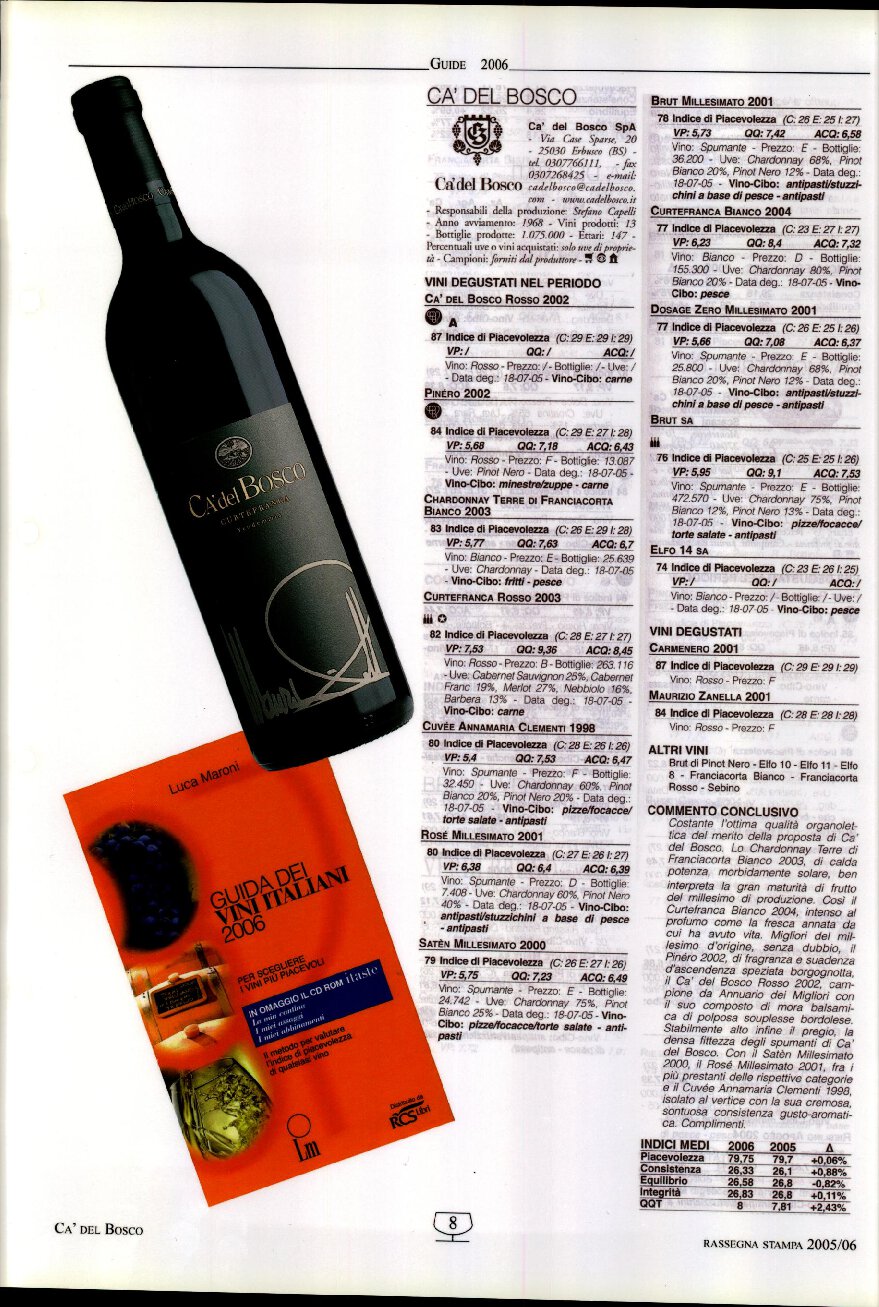 GUIDE 2006
CA' DEL BOSCO
Ca' del Bosco
Ca' del Bosco SpA
- Via Case Sparse, 20
- 25030 Erbusco (BS) -
tel. 0307766111, - fax
0307268425 - e-mail:
cadelbosco@cadelbosco.
com - www.cadelbosco.it
- Responsabili della produzione: Stefano Capelli
- Anno avviamento: 1968 - Vini prodotti: 13
- Bottiglie prodotte: 1.075.000 - Ettari: 147 -
Percentuali uve o vini acquistati: solo uve di proprie-
tà - Campioni: forniti dal produttore -
VINI DEGUSTATI NEL PERIODO
CA' DEL BOSCO ROSSO 2002
A
87 Indice di Piacevolezza (C: 29 E: 29 I: 29)
VP: / QQ: / ACQ: /
Vino: Rosso - Prezzo: / - Bottiglie: / - Uve: /
- Data deg.: 18-07-05 - Vino-Cibo: carne
PINÉRO 2002
84 Indice di Piacevolezza (C: 29 E: 27 I: 28)
VP: 5,68 QQ: 7,18 ACQ: 6,43
Vino: Rosso - Prezzo: F - Bottiglie: 13.087
- Uve: Pinot Nero - Data deg.: 18-07-05 -
Vino-Cibo: minestre/zuppe - carne
CHARDONNAY TERRE DI FRANCIACORTA
BIANCO 2003
83 Indice di Piacevolezza (C: 26 E: 29 I: 28)
VP: 5,77 QQ: 7,63 ACQ: 6,7
Vino: Bianco - Prezzo: E - Bottiglie: 25.639
- Uve: Chardonnay - Data deg.: 18-07-05
- Vino-Cibo: fritti - pesce
CURTEFRANCA ROSSO 2003
82 Indice di Piacevolezza (C: 28 E: 27 I: 27)
VP: 7,53 QQ: 9,36 ACQ: 8,45
Vino: Rosso - Prezzo: B - Bottiglie: 263.116
- Uve: Cabernet Sauvignon 25%, Cabernet
Franc 19%, Merlot 27%, Nebbiolo 16%,
Barbera 13% - Data deg.: 18-07-05 -
Vino-Cibo: carne
CUVÉE ANNAMARIA CLEMENTI 1998
80 Indice di Piacevolezza (C: 28 E: 26 I: 26)
VP: 5,4 QQ: 7,53 ACQ: 6,47
Vino: Spumante - Prezzo: F - Bottiglie:
32.450 - Uve: Chardonnay 60%, Pinot
Bianco 20%, Pinot Nero 20% - Data deg.:
18-07-05 - Vino-Cibo: pizze/focacce/
torte salate - antipasti
ROSÉ MILLESIMATO 2001
80 Indice di Piacevolezza (C: 27 E: 26 I: 27)
VP: 6,38 QQ: 6,4 ACQ: 6,39
Vino: Spumante - Prezzo: D - Bottiglie:
7.408 - Uve: Chardonnay 60%, Pinot Nero
40% - Data deg.: 18-07-05 - Vino-Cibo:
antipasti/stuzzichini a base di pesce
- antipasti
SATÈN MILLESIMATO 2000
79 Indice di Piacevolezza (C: 26 E: 27 I: 26)
VP: 5,75 QQ: 7,23 ACQ: 6,49
Vino: Spumante - Prezzo: E - Bottiglie:
24.742 - Uve: Chardonnay 75%, Pinot
Bianco 25% - Data deg.: 18-07-05 - Vino-
Cibo: pizze/focacce/torte salate - anti-
pasti
BRUT MILLESIMATO 2001
78 Indice di Piacevolezza (C: 26 E: 25 I: 27)
VP: 5,73 QQ: 7,42 ACQ: 6,58
Vino: Spumante - Prezzo: E - Bottiglie:
36.200 - Uve: Chardonnay 68%, Pinot
Bianco 20%, Pinot Nero 12% - Data deg.:
18-07-05 - Vino-Cibo: antipasti/stuzzi-
chini a base di pesce - antipasti
CURTEFRANCA BIANCO 2004
77 Indice di Piacevolezza (C: 23 E: 27 I: 27)
VP: 6,23 QQ: 8,4 ACQ: 7,32
Vino: Bianco - Prezzo: D - Bottiglie:
155.300 - Uve: Chardonnay 80%, Pinot
Bianco 20% - Data deg.: 18-07-05 - Vino-
Cibo: pesce
DOSAGE ZERO MILLESIMATO 2001
77 Indice di Piacevolezza (C: 26 E: 25 I: 26)
VP: 5,66 QQ: 7,08 ACQ: 6,37
Vino: Spumante - Prezzo: E - Bottiglie:
25.800 - Uve: Chardonnay 68%, Pinot
Bianco 20%, Pinot Nero 12% - Data deg.:
18-07-05 - Vino-Cibo: antipasti/stuzzi-
chini a base di pesce - antipasti
BRUT SA
76 Indice di Piacevolezza (C: 25 E: 25 I: 26)
VP: 5,95 QQ: 9,1 ACQ: 7,53
Vino: Spumante - Prezzo: E - Bottiglie:
472.570 - Uve: Chardonnay 75%, Pinot
Bianco 12%, Pinot Nero 13% - Data deg.:
18-07-05 - Vino-Cibo: pizze/focacce/
torte salate - antipasti
ELFO 14 SA
74 Indice di Piacevolezza (C: 23 E: 26 I: 25)
VP: / QQ: / ACQ: /
Vino: Bianco - Prezzo: / - Bottiglie: / - Uve: /
- Data deg.: 18-07-05 - Vino-Cibo: pesce
VINI DEGUSTATI
CARMENERO 2001
87 Indice di Piacevolezza (C: 29 E: 29 I: 29)
Vino: Rosso - Prezzo: F
MAURIZIO ZANELLA 2001
84 Indice di Piacevolezza (C: 28 E: 28 I: 28)
Vino: Rosso - Prezzo: F
ALTRI VINI
Brut di Pinot Nero - Elfo 10 - Elfo 11 - Elfo
8 - Franciacorta Bianco - Franciacorta
Rosso - Sebino
COMMENTO CONCLUSIVO
Costante l'ottima qualità organolet-
tica del merito della proposta di Ca'
del Bosco. Lo Chardonnay Terre di
Franciacorta Bianco 2003, di calda
potenza, morbidamente solare, ben
interpreta la gran maturità di frutto
del millesimo di produzione. Così il
Curtefranca Bianco 2004, intenso al
profumo come la fresca annata da
cui ha avuto vita. Migliori del mil-
lesimo d'origine, senza dubbio, il
Pinéro 2002, di fragranza e suadenza
d'ascendenza speziata borgognotta,
il Ca' del Bosco Rosso 2002, cam-
pione da Annuario dei Migliori con
il suo composto di mora balsami-
ca di polposa souplesse bordolese.
Stabilmente alto infine il pregio, la
densa fittezza degli spumanti di Ca'
del Bosco. Con il Satèn Millesimato
2000, il Rosé Millesimato 2001, fra i
più prestanti delle rispettive categorie
e il Cuvée Annamaria Clementi 1998,
isolato al vertice con la sua cremosa,
sontuosa consistenza gusto-aromati-
ca. Complimenti.
INDICI MEDI 2006 2005 Δ
Piacevolezza 79,75 79,7 +0,06%
Consistenza 26,33 26,1 +0,88%
Equilibrio 26,58 26,8 -0,82%
Integrità 26,83 26,8 +0,11%
QQT 8 7,81 +2,43%
CA'del BOSCO
CURTEFRANCA
Luca Maroni
GUIDA DEI
VINI ITALIANI
2006
PER SCEGLIERE
I VINI PIÙ PIACEVOLI
IN OMAGGIO IL CD ROM iTaste
La mia cantina
I miei assaggi
I miei abbinamenti
Il metodo per valutare
l'indice di piacevolezza
di qualsiasi vino
Lm
Distribuito da
RCS Libri
CA' DEL BOSCO
8
RASSEGNA STAMPA 2005/06